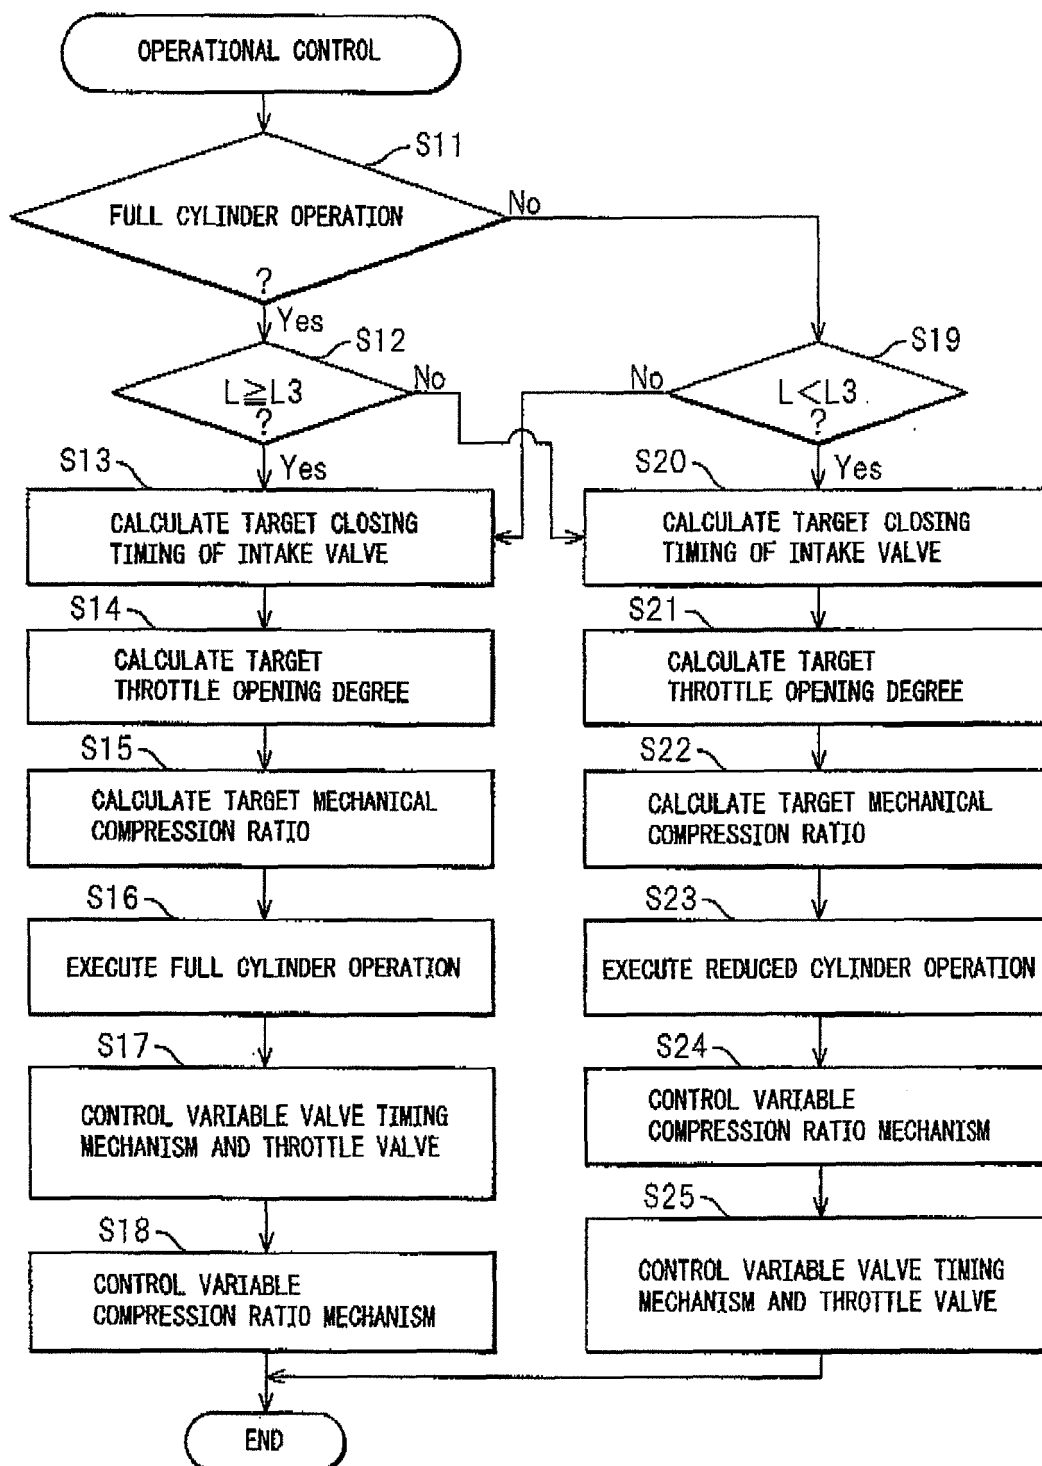 OPERATIONAL CONTROL
S11
FULL CYLINDER OPERATION
?
No
Yes
S12
L≧L3
?
No
Yes
S19
L<L3
?
No
Yes
S13
CALCULATE TARGET CLOSING
TIMING OF INTAKE VALVE
S14
CALCULATE TARGET
THROTTLE OPENING DEGREE
S15
CALCULATE TARGET MECHANICAL
COMPRESSION RATIO
S16
EXECUTE FULL CYLINDER OPERATION
S17
CONTROL VARIABLE VALVE TIMING
MECHANISM AND THROTTLE VALVE
S18
CONTROL VARIABLE
COMPRESSION RATIO MECHANISM
S20
CALCULATE TARGET CLOSING
TIMING OF INTAKE VALVE
S21
CALCULATE TARGET
THROTTLE OPENING DEGREE
S22
CALCULATE TARGET MECHANICAL
COMPRESSION RATIO
S23
EXECUTE REDUCED CYLINDER OPERATION
S24
CONTROL VARIABLE
COMPRESSION RATIO MECHANISM
S25
CONTROL VARIABLE VALVE TIMING
MECHANISM AND THROTTLE VALVE
END